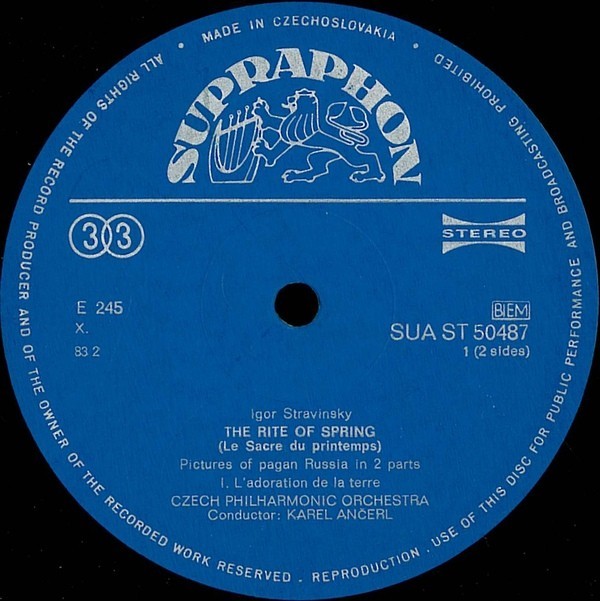 MADE IN CZECHOSLOVAKIA
ALL RIGHTS OF THE RECORD PRODUCER AND OF THE OWNER OF THE RECORDED WORK RESERVED - REPRODUCTION . USE OF THIS DISC FOR PUBLIC PERFORMANCE AND BROADCASTING PROHIBITED
SUPRAPHON
33
STEREO
E 245
BIEM
X.
SUA ST 50487
83 2
1 (2 sides)
Igor Stravinsky
THE RITE OF SPRING
(Le Sacre du printemps)
Pictures of pagan Russia in 2 parts
I. L'adoration de la terre
CZECH PHILHARMONIC ORCHESTRA
Conductor: KAREL ANČERL